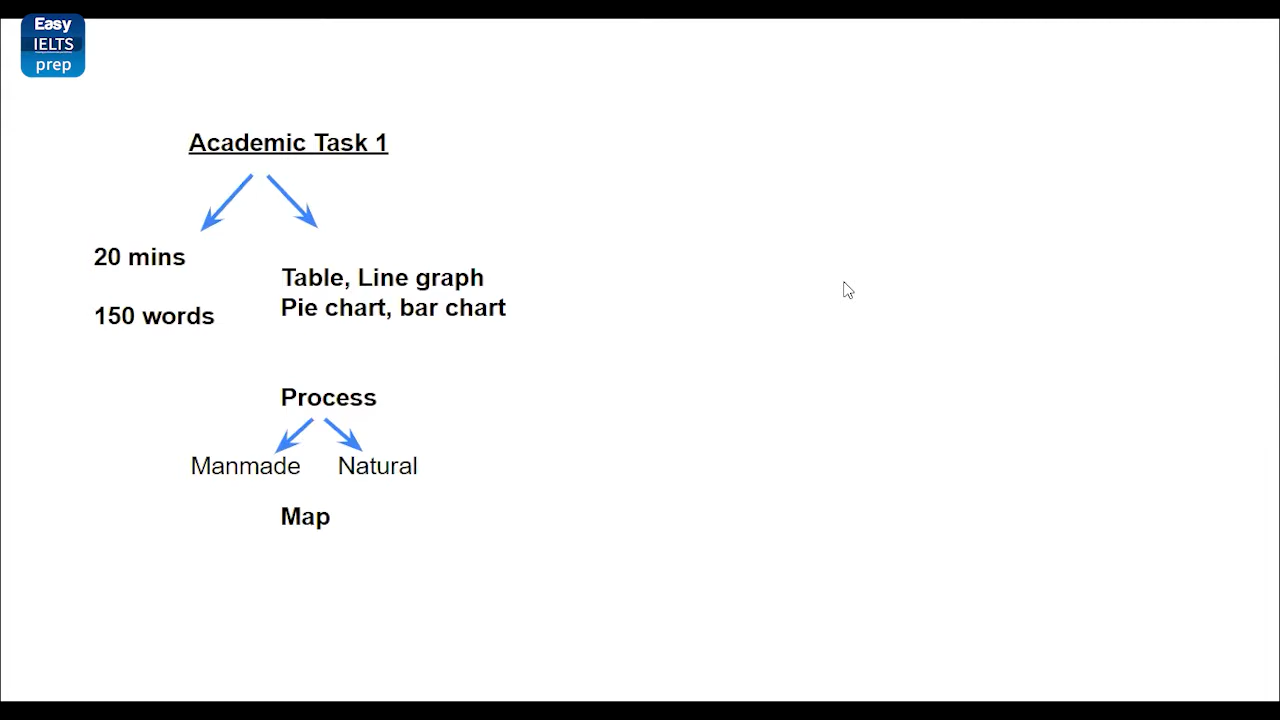 Easy
IELTS
prep
Academic Task 1
20 mins
150 words
Table, Line graph
Pie chart, bar chart
Process
Manmade Natural
Map